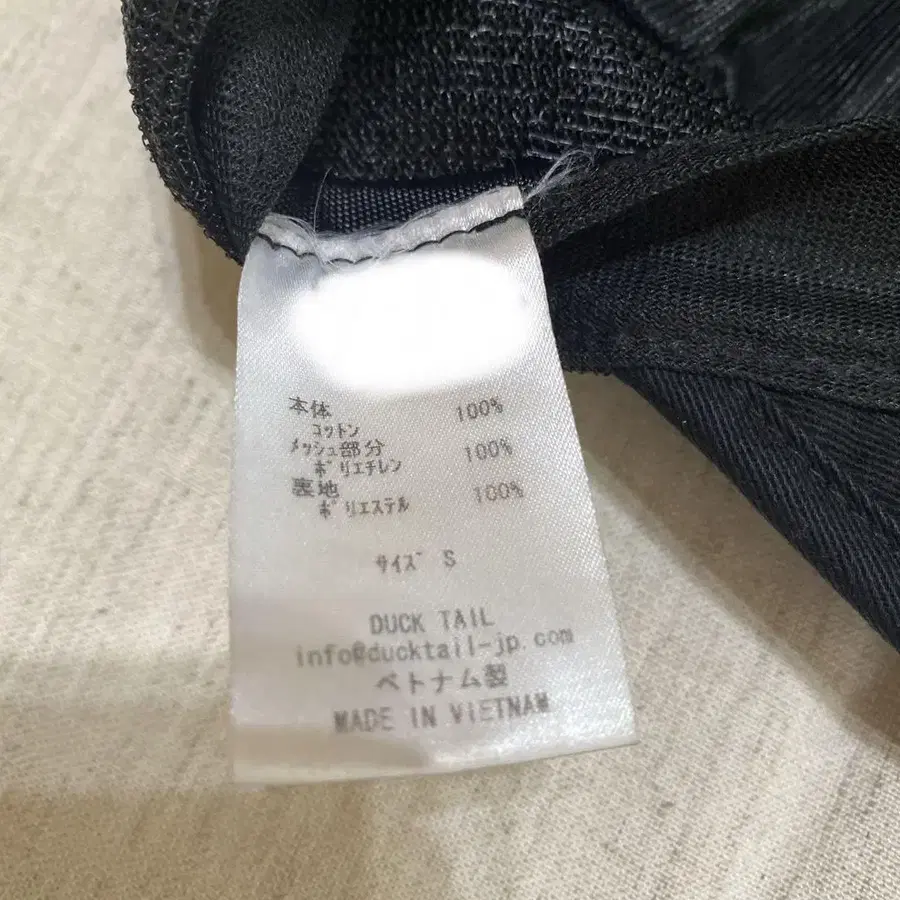 本体 100%
コットン
メッシュ部分 100%
ポリエチレン
裏地 100%
ポリエステル
サイズ S
DUCK TAIL
info@ducktail-jp.com
ベトナム製
MADE IN VIETNAM